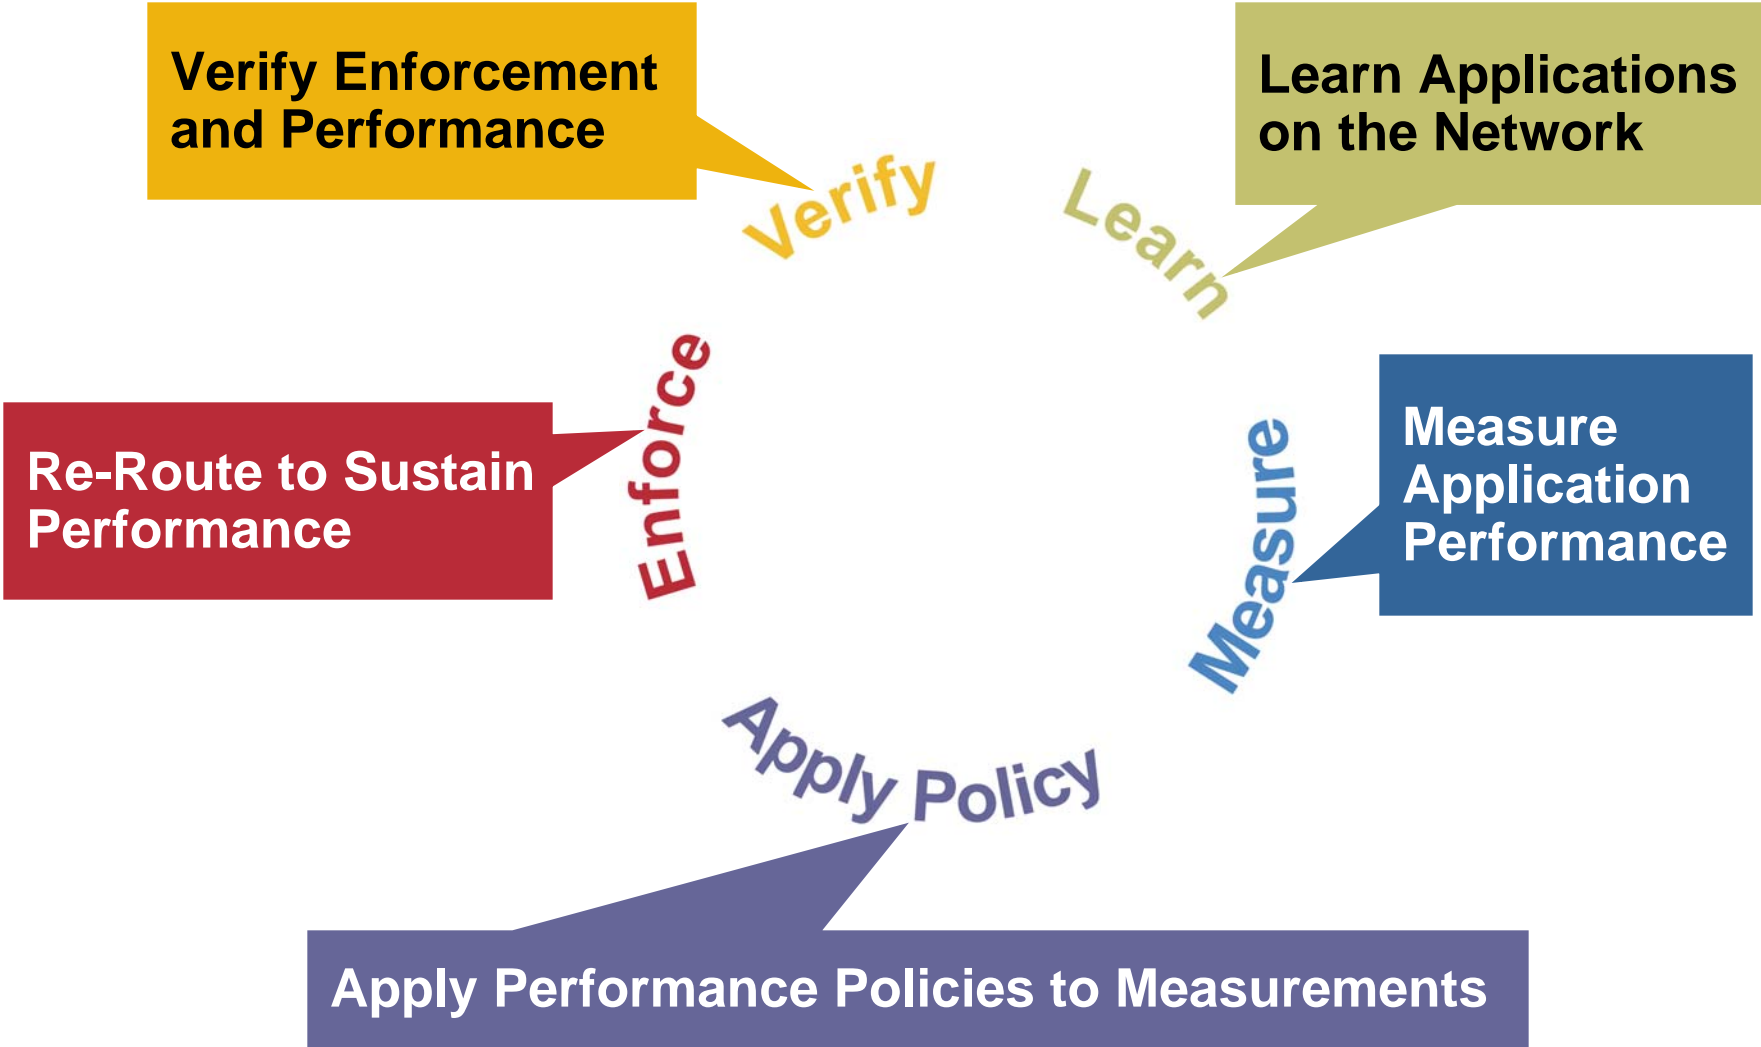 Verify Enforcement
and Performance
Learn Applications
on the Network
Verify
Learn
Enforce
Re-Route to Sustain
Performance
Measure
Measure
Application
Performance
Apply Policy
Apply Performance Policies to Measurements